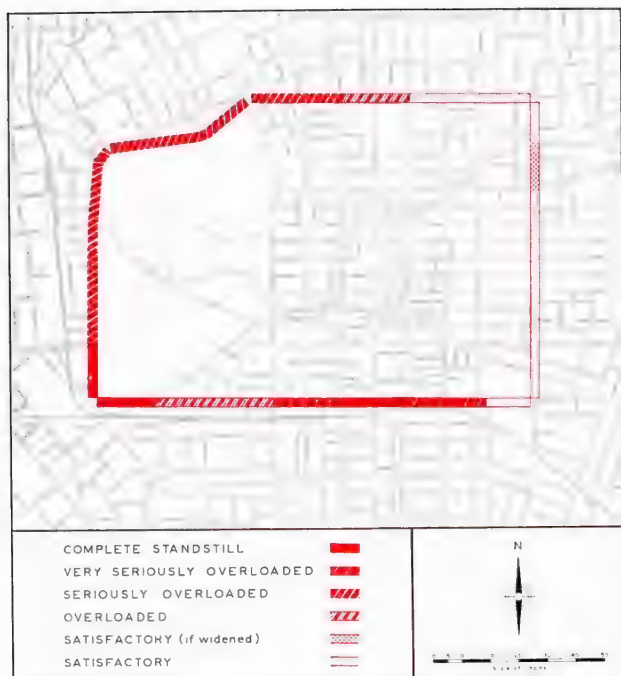 COMPLETE STANDSTILL
VERY SERIOUSLY OVERLOADED
SERIOUSLY OVERLOADED
OVERLOADED
SATISFACTORY (if widened)
SATISFACTORY
N